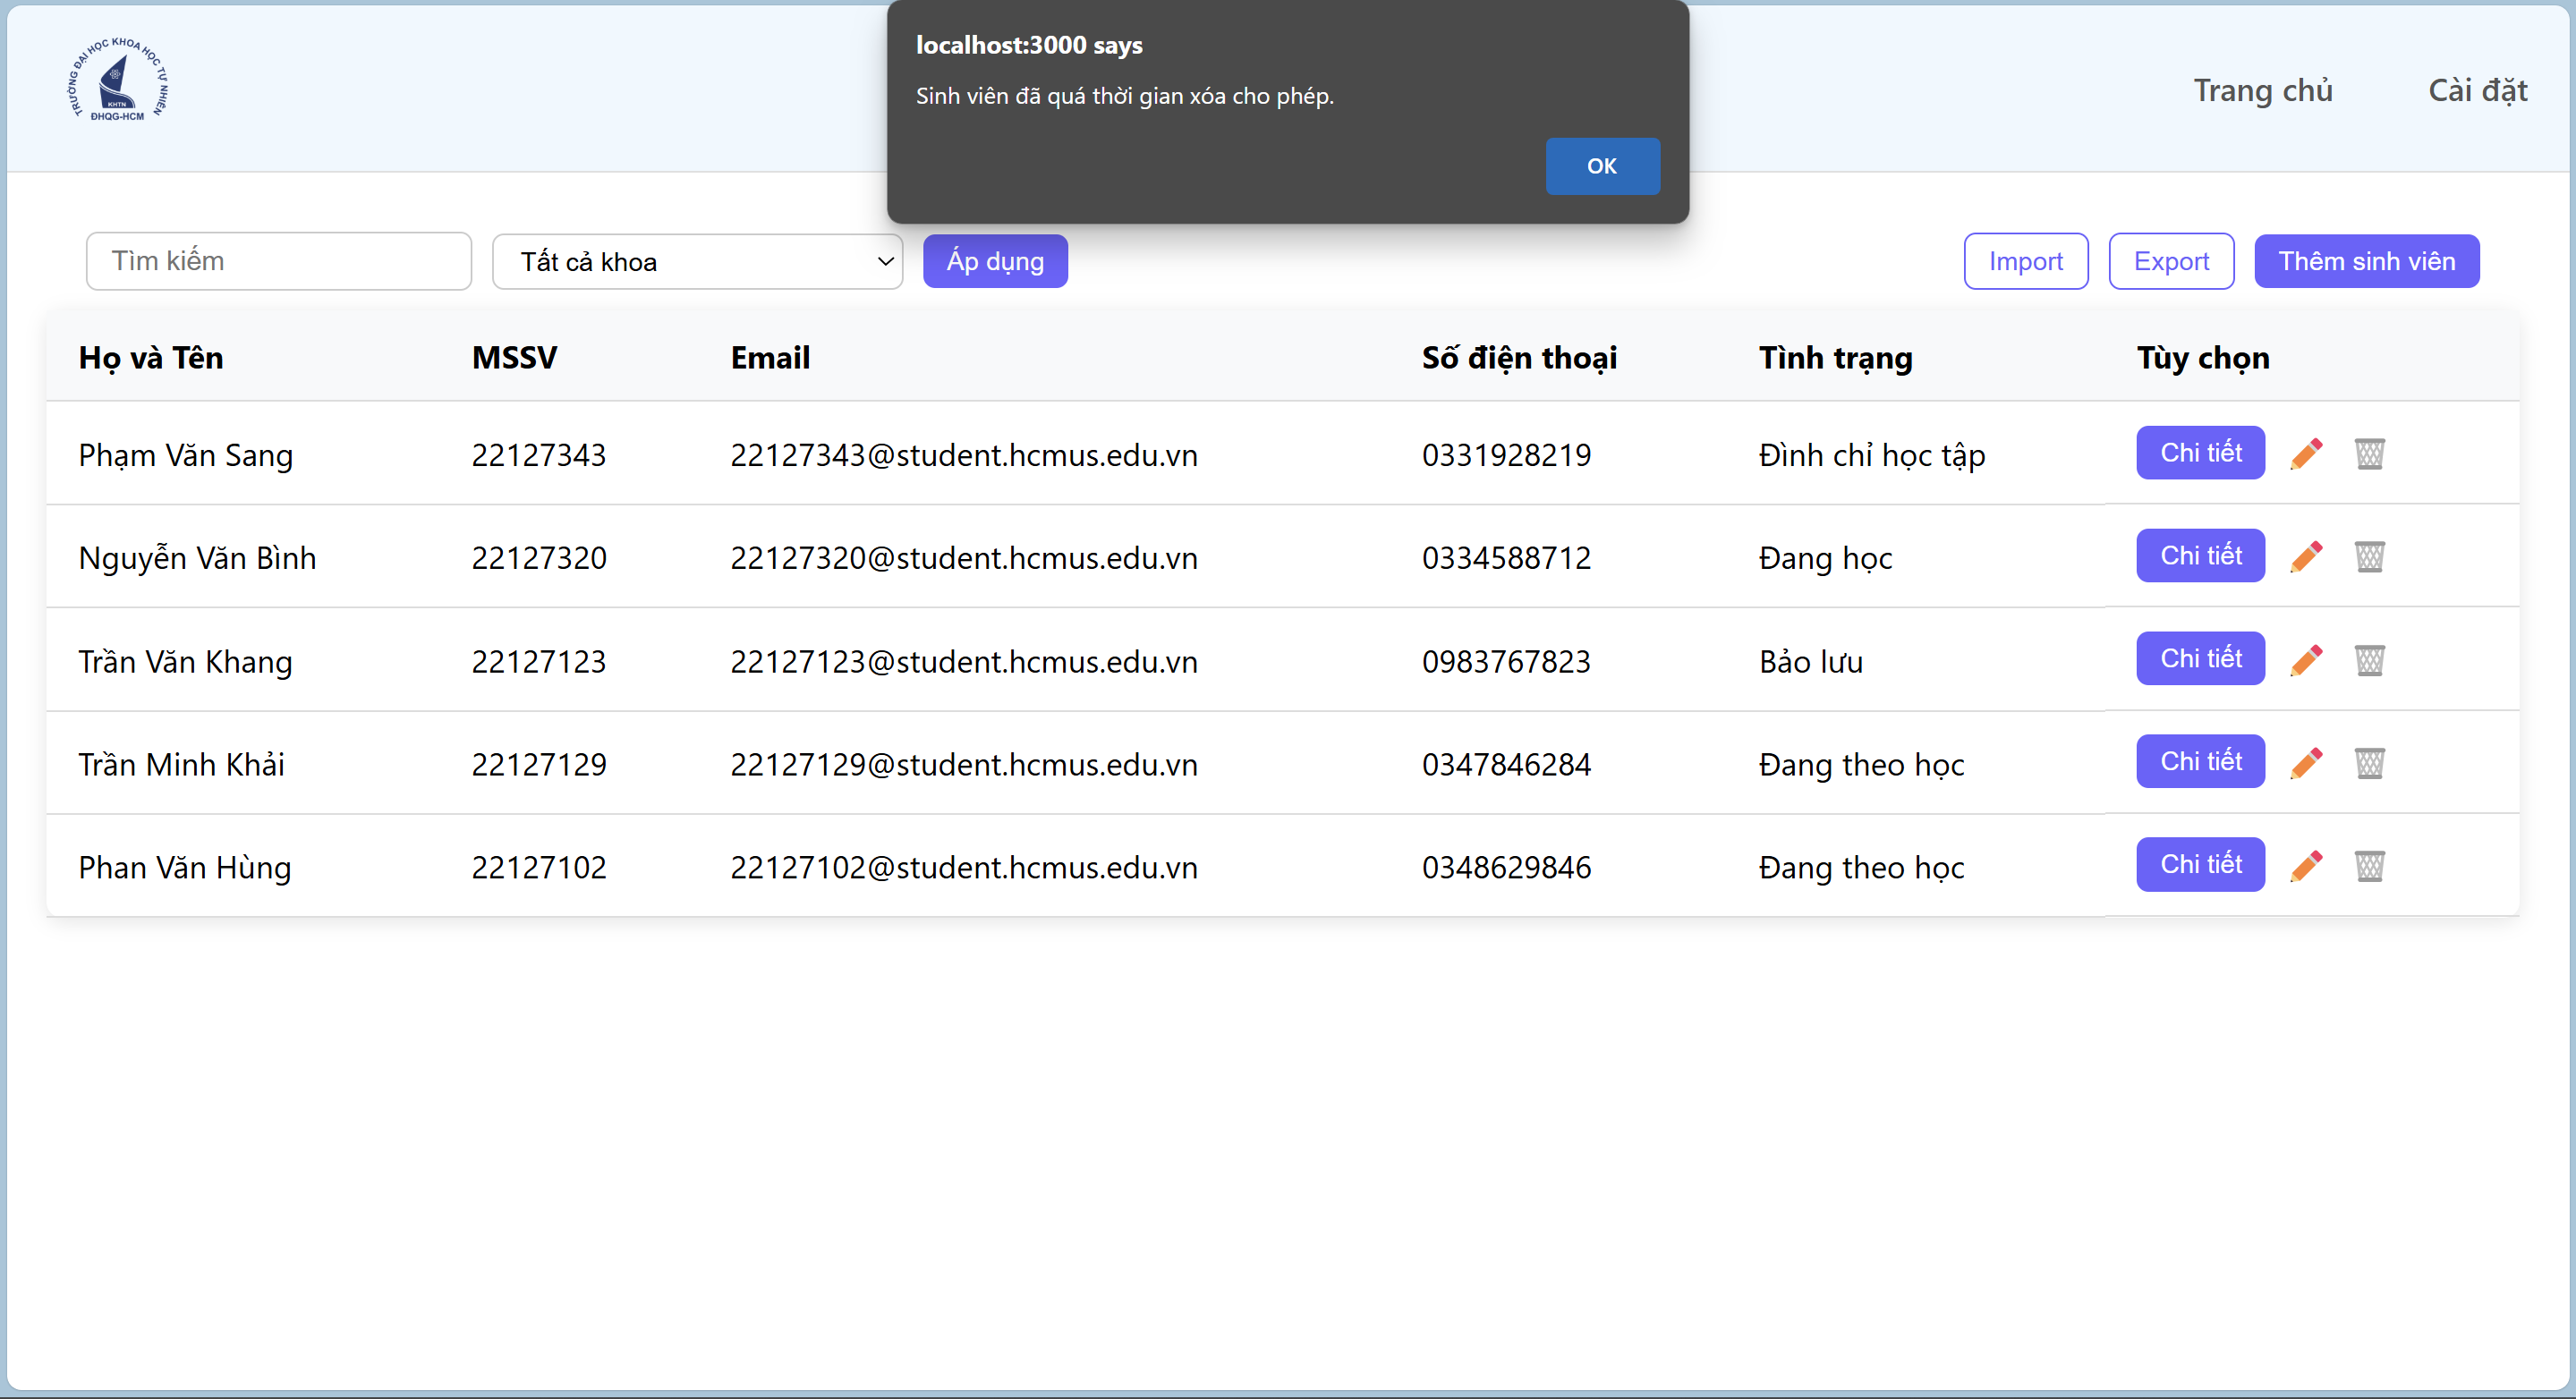 localhost:3000 says
Sinh viên đã quá thời gian xóa cho phép.
OK
TRƯỜNG ĐẠI HỌC KHOA HỌC TỰ NHIÊN
KHTN
ĐHQG-HCM
Trang chủ Cài đặt
Tìm kiếm Tất cả khoa Áp dụng Import Export Thêm sinh viên
Họ và Tên MSSV Email Số điện thoại Tình trạng Tùy chọn
Phạm Văn Sang 22127343 22127343@student.hcmus.edu.vn 0331928219 Đình chỉ học tập Chi tiết
Nguyễn Văn Bình 22127320 22127320@student.hcmus.edu.vn 0334588712 Đang học Chi tiết
Trần Văn Khang 22127123 22127123@student.hcmus.edu.vn 0983767823 Bảo lưu Chi tiết
Trần Minh Khải 22127129 22127129@student.hcmus.edu.vn 0347846284 Đang theo học Chi tiết
Phan Văn Hùng 22127102 22127102@student.hcmus.edu.vn 0348629846 Đang theo học Chi tiết